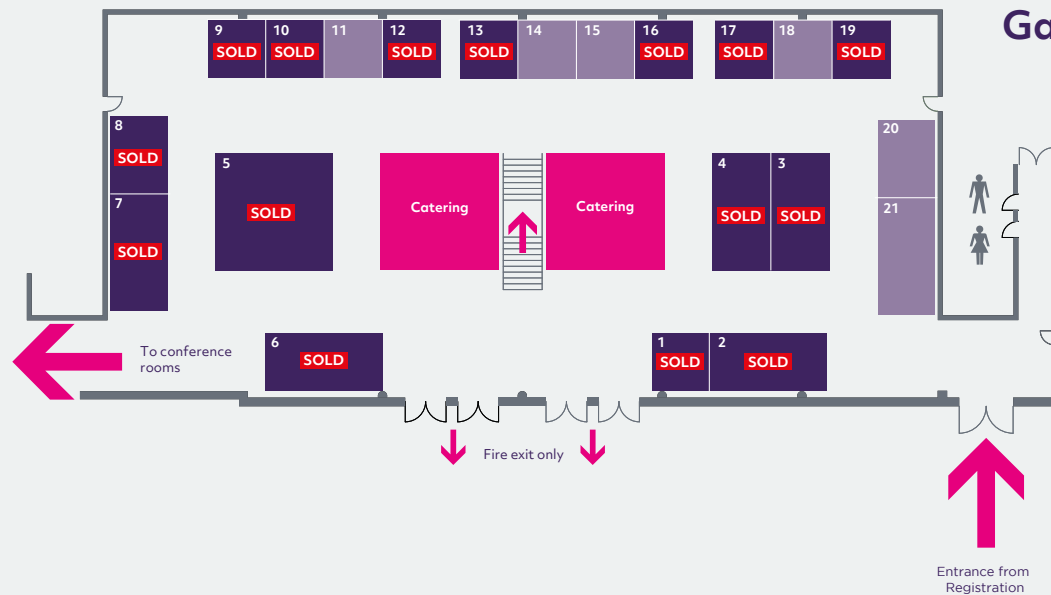 Ga
9
10
11
12
13
14
15
16
17
18
19
SOLD
SOLD
SOLD
SOLD
SOLD
SOLD
SOLD
8
SOLD
7
SOLD
5
SOLD
Catering
Catering
4
3
SOLD
SOLD
20
21
To conference
rooms
6
SOLD
1
2
SOLD
SOLD
Fire exit only
Entrance from
Registration